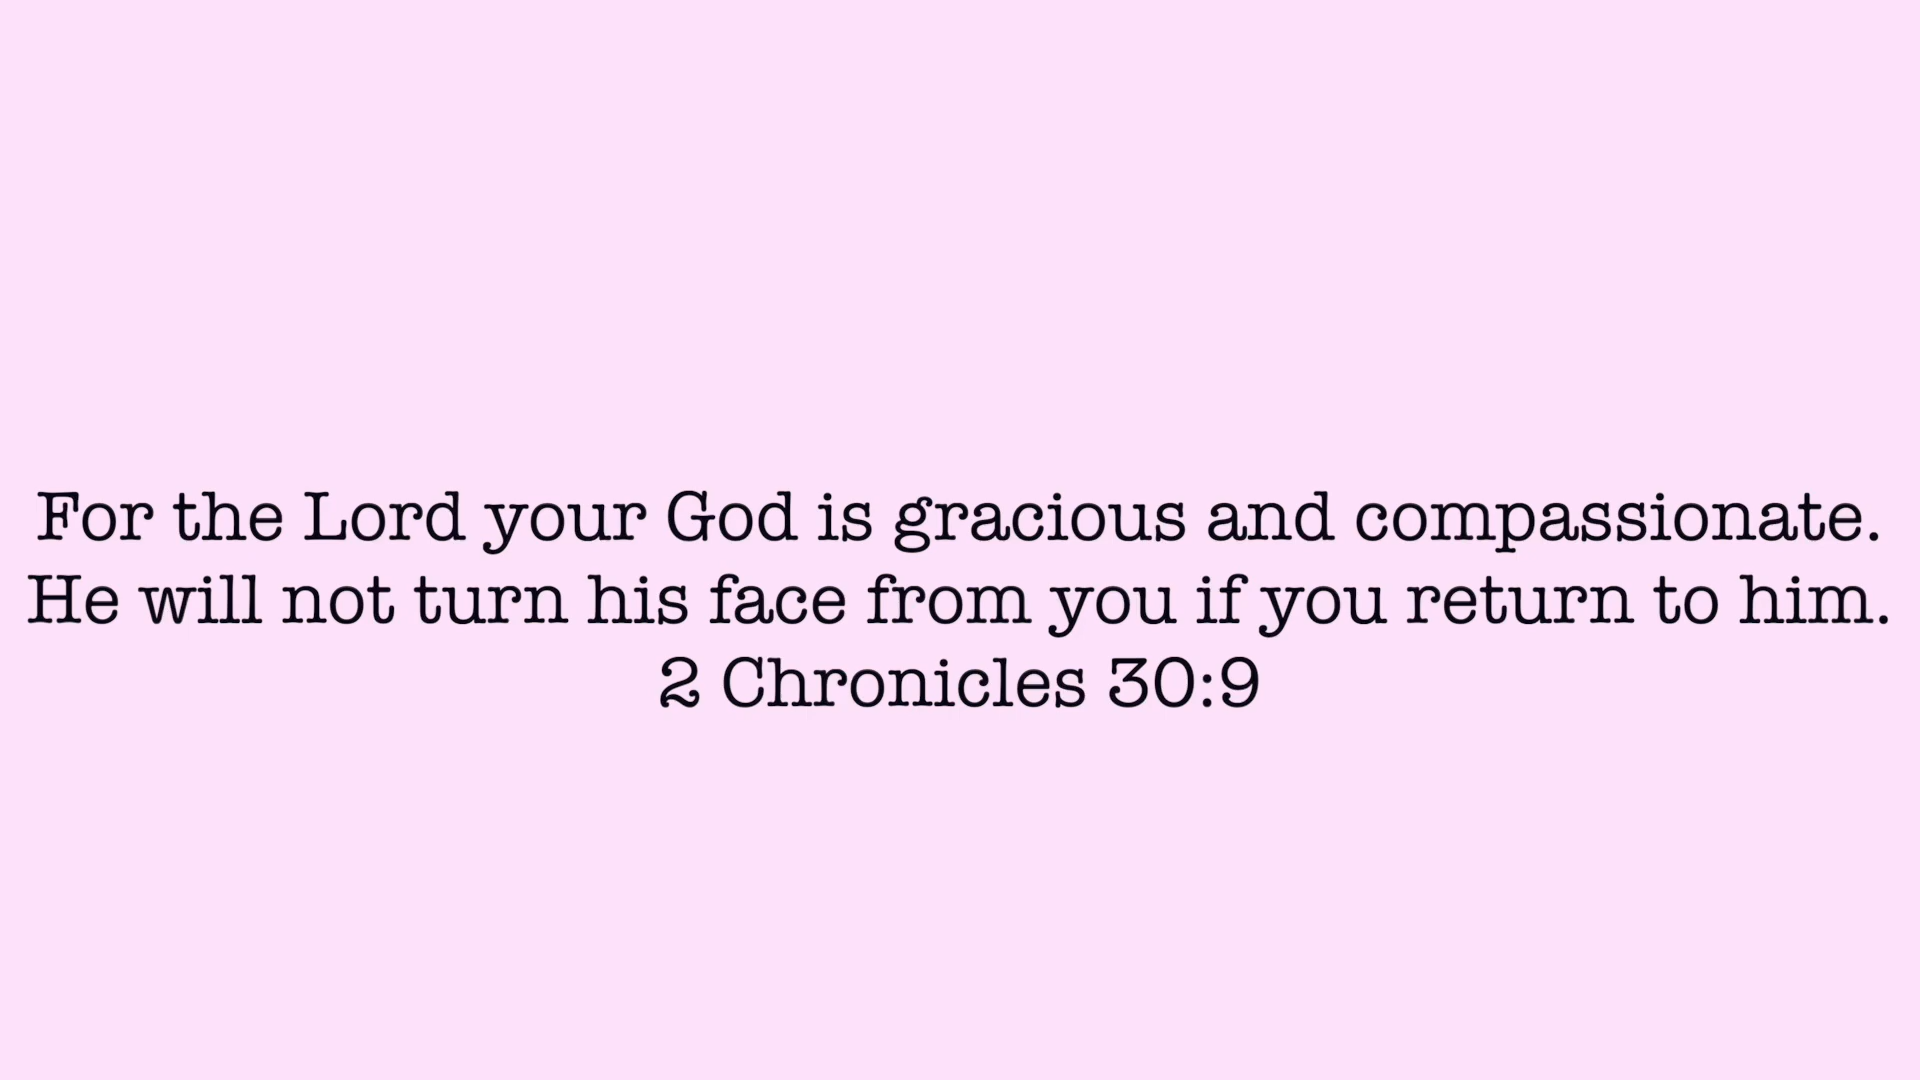 For the Lord your God is gracious and compassionate.
He will not turn his face from you if you return to him.
2 Chronicles 30:9